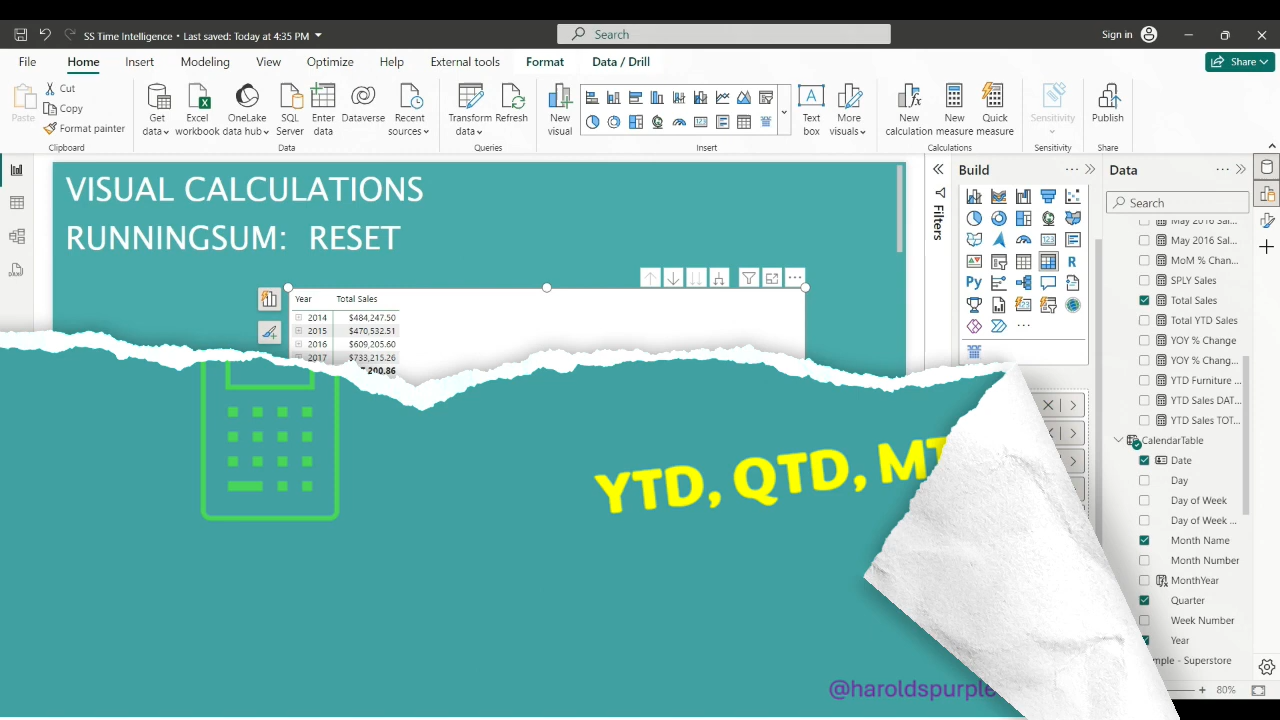 SS Time Intelligence • Last saved: Today at 4:35 PM
Search
Sign in
File Home Insert Modeling View Optimize Help External tools Format Data / Drill
Share
Paste
Cut
Copy
Format painter
Clipboard
Get data
Excel workbook
OneLake data hub
SQL Server
Enter data
Dataverse
Recent sources
Data
Transform data
Refresh
Queries
New visual
Text box
More visuals
Insert
New calculation
New measure
Quick measure
Calculations
Sensitivity
Sensitivity
Publish
Share
VISUAL CALCULATIONS
RUNNINGSUM: RESET
Year Total Sales
2014 $484,247.50
2015 $470,532.51
2016 $609,205.60
2017 $733,215.26
200.86
YTD, QTD,
@haroldspurple
Filters
Build
Data
Search
May 2016 Sal...
May 2016 Sal...
MoM % Chan...
SPLY Sales
Total Sales
Total YTD Sales
YOY % Change
YOY % Chang...
YTD Furniture ...
YTD Sales DAT...
YTD Sales TOT...
CalendarTable
Date
Day
Day of Week
Day of Week ...
Month Name
Month Number
MonthYear
Quarter
Week Number
Year
- Superstore
80%